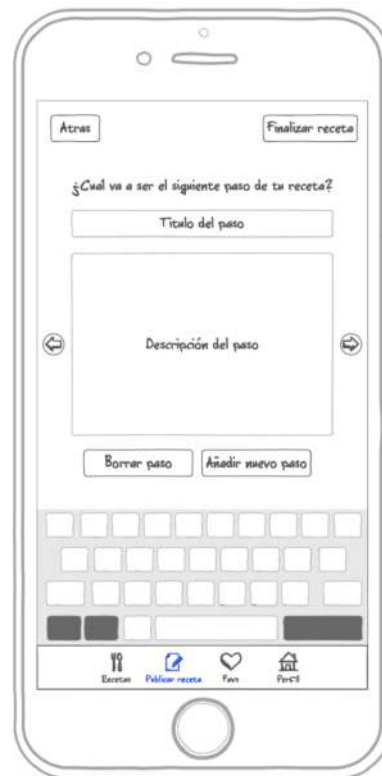 Atras
Finalizar receta
¿Cual va a ser el siguiente paso de tu receta?
Titulo del paso
Descripción del paso
Borrar paso
Añadir nuevo paso
Recetas
Publicar receta
Favs
Perfil